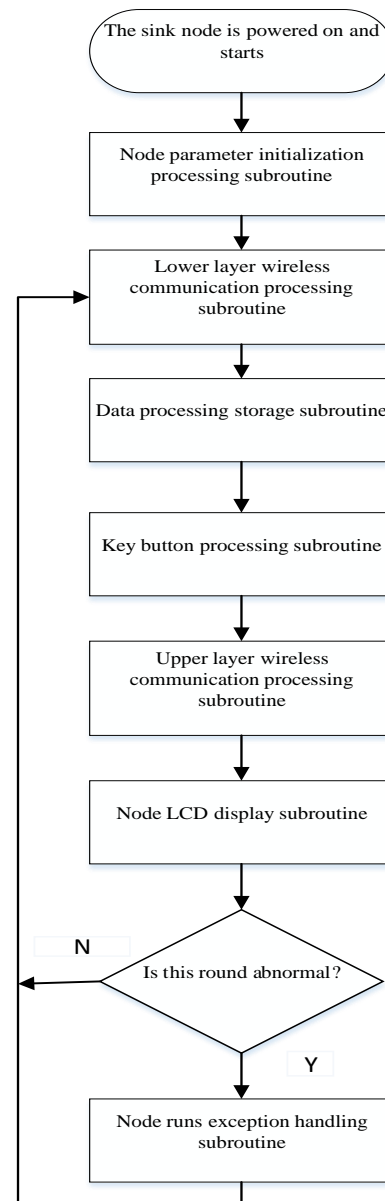 The sink node is powered on and
starts
Node parameter initialization
processing subroutine
Lower layer wireless
communication processing
subroutine
Data processing storage subroutine
Key button processing subroutine
Upper layer wireless
communication processing
subroutine
Node LCD display subroutine
N
Is this round abnormal?
Y
Node runs exception handling
subroutine